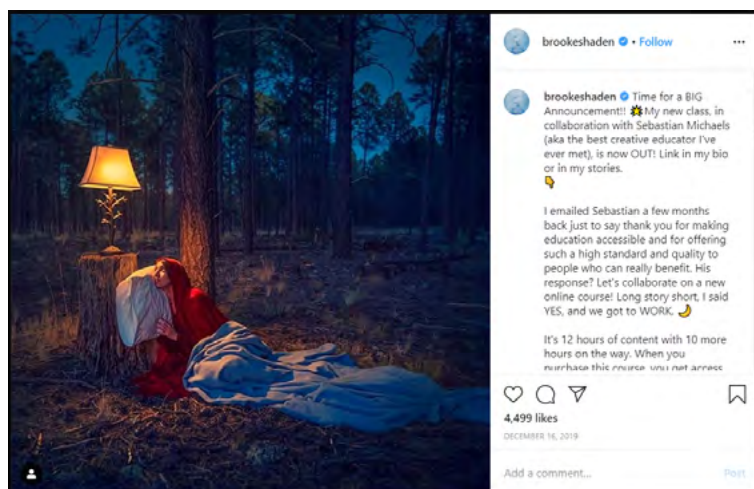 brookeshaden • Follow
brookeshaden Time for a BIG
Announcement!! 💥My new class, in
collaboration with Sebastian Michaels
(aka the best creative educator I've
ever met), is now OUT! Link in my bio
or in my stories.
👇
I emailed Sebastian a few months
back just to say thank you for making
education accessible and for offering
such a high standard and quality to
people who can really benefit. His
response? Let's collaborate on a new
online course! Long story short, I said
YES, and we got to WORK. 🌙
It's 12 hours of content with 10 more
hours on the way. When you
purchase this course, you get access
4,499 likes
DECEMBER 16, 2019
Add a comment...
Post